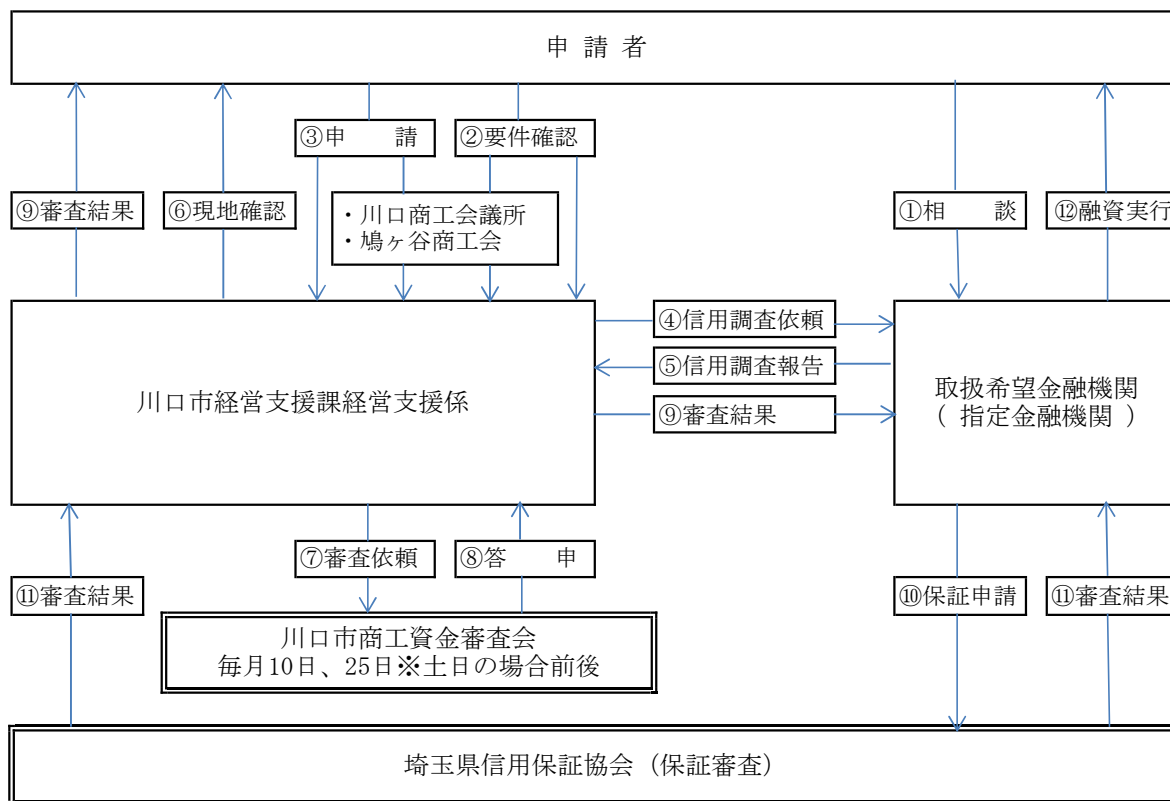 申 請 者
③申　　請
②要件確認
⑨審査結果
⑥現地確認
・川口商工会議所
・鳩ヶ谷商工会
①相　　談
⑫融資実行
④信用調査依頼
⑤信用調査報告
⑨審査結果
川口市経営支援課経営支援係
取扱希望金融機関
（ 指定金融機関 ）
⑦審査依頼
⑧答　　申
⑪審査結果
⑩保証申請
⑪審査結果
川口市商工資金審査会
毎月10日、25日※土日の場合前後
埼玉県信用保証協会（保証審査）